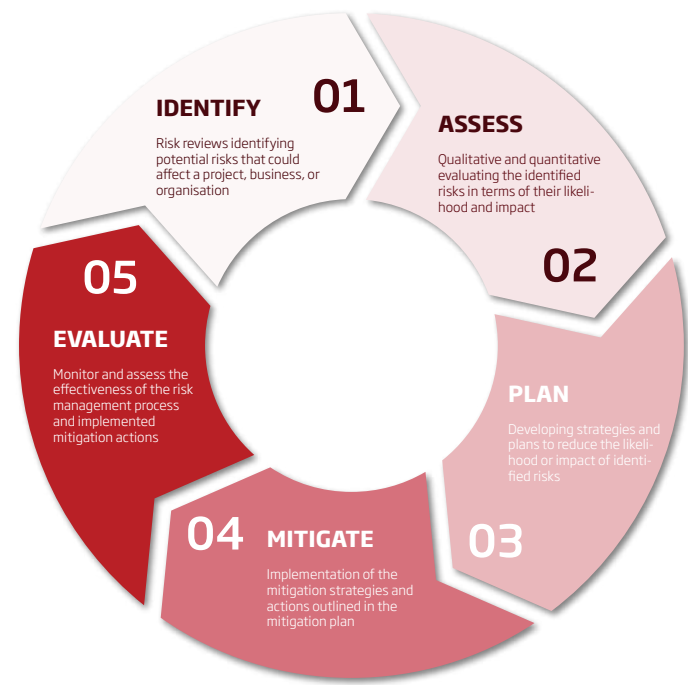 IDENTIFY
01
Risk reviews identifying
potential risks that could
affect a project, business, or
organisation
ASSESS
Qualitative and quantitative
evaluating the identified
risks in terms of their likeli-
hood and impact
02
PLAN
Developing strategies and
plans to reduce the likeli-
hood or impact of identi-
fied risks
03
04
MITIGATE
Implementation of the
mitigation strategies and
actions outlined in the
mitigation plan
05
EVALUATE
Monitor and assess the
effectiveness of the risk
management process
and implemented
mitigation actions